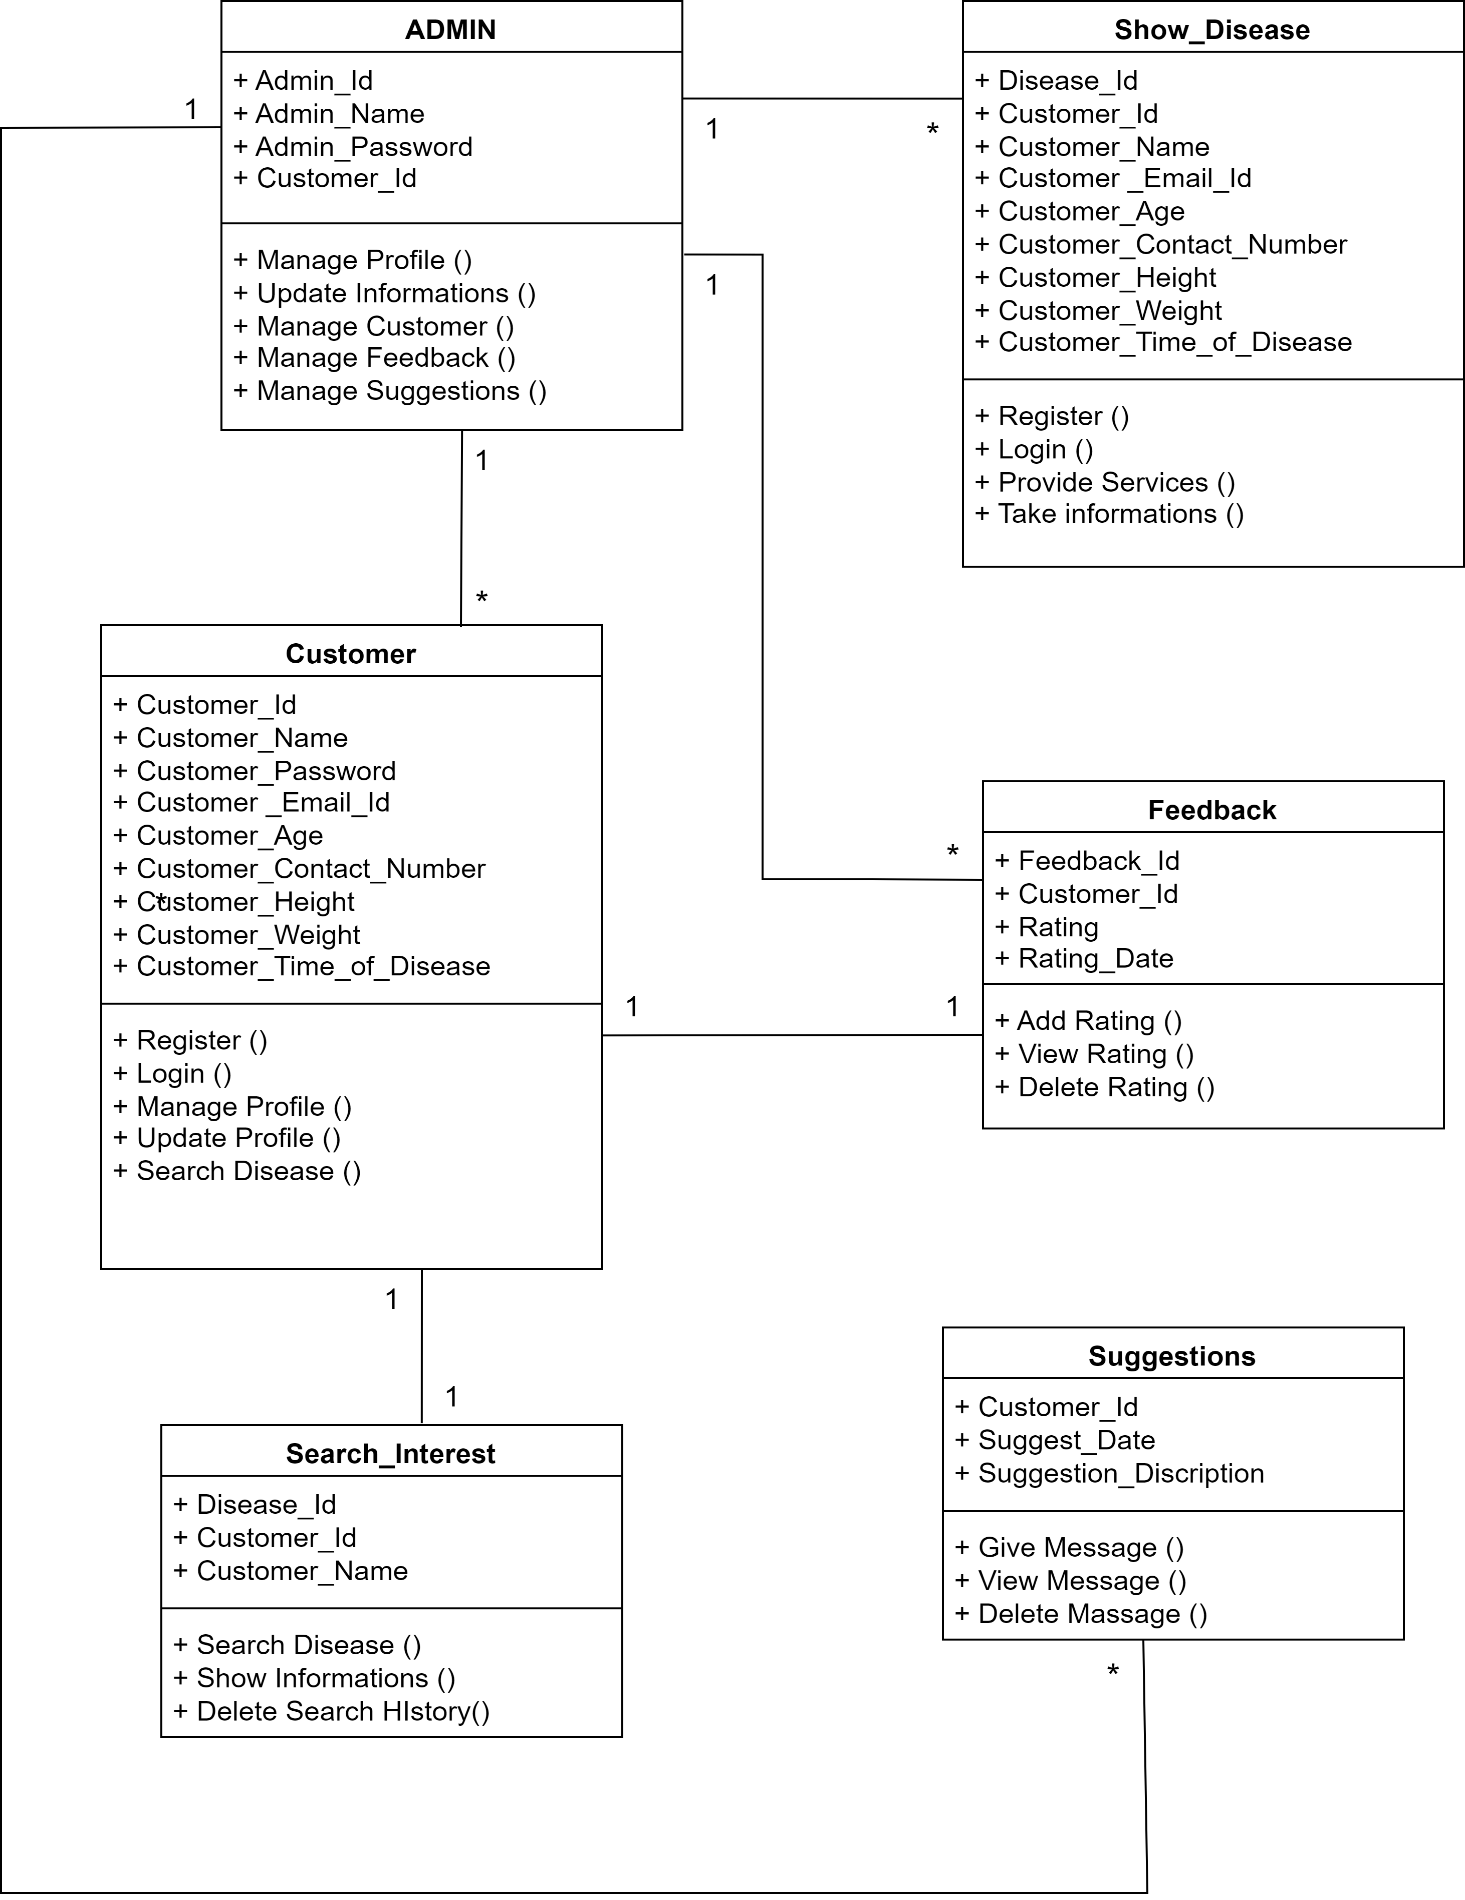 ADMIN
+ Admin_Id
+ Admin_Name
+ Admin_Password
+ Customer_Id
+ Manage Profile ()
+ Update Informations ()
+ Manage Customer ()
+ Manage Feedback ()
+ Manage Suggestions ()
1
1
*
1
1
*
Show_Disease
+ Disease_Id
+ Customer_Id
+ Customer_Name
+ Customer _Email_Id
+ Customer_Age
+ Customer_Contact_Number
+ Customer_Height
+ Customer_Weight
+ Customer_Time_of_Disease
+ Register ()
+ Login ()
+ Provide Services ()
+ Take informations ()
Customer
+ Customer_Id
+ Customer_Name
+ Customer_Password
+ Customer _Email_Id
+ Customer_Age
+ Customer_Contact_Number
+ Customer_Height
*
+ Customer_Weight
+ Customer_Time_of_Disease
+ Register ()
+ Login ()
+ Manage Profile ()
+ Update Profile ()
+ Search Disease ()
*
1
1
Feedback
+ Feedback_Id
+ Customer_Id
+ Rating
+ Rating_Date
+ Add Rating ()
+ View Rating ()
+ Delete Rating ()
1
1
Search_Interest
+ Disease_Id
+ Customer_Id
+ Customer_Name
+ Search Disease ()
+ Show Informations ()
+ Delete Search HIstory()
Suggestions
+ Customer_Id
+ Suggest_Date
+ Suggestion_Discription
+ Give Message ()
+ View Message ()
+ Delete Massage ()
*